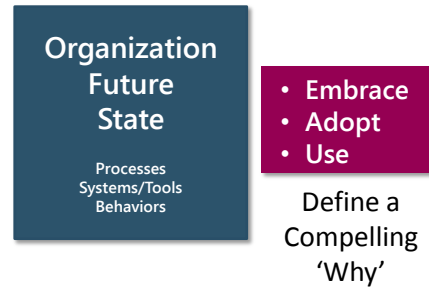 Organization
Future
State
Processes
Systems/Tools
Behaviors
• Embrace
• Adopt
• Use
Define a
Compelling
‘Why’